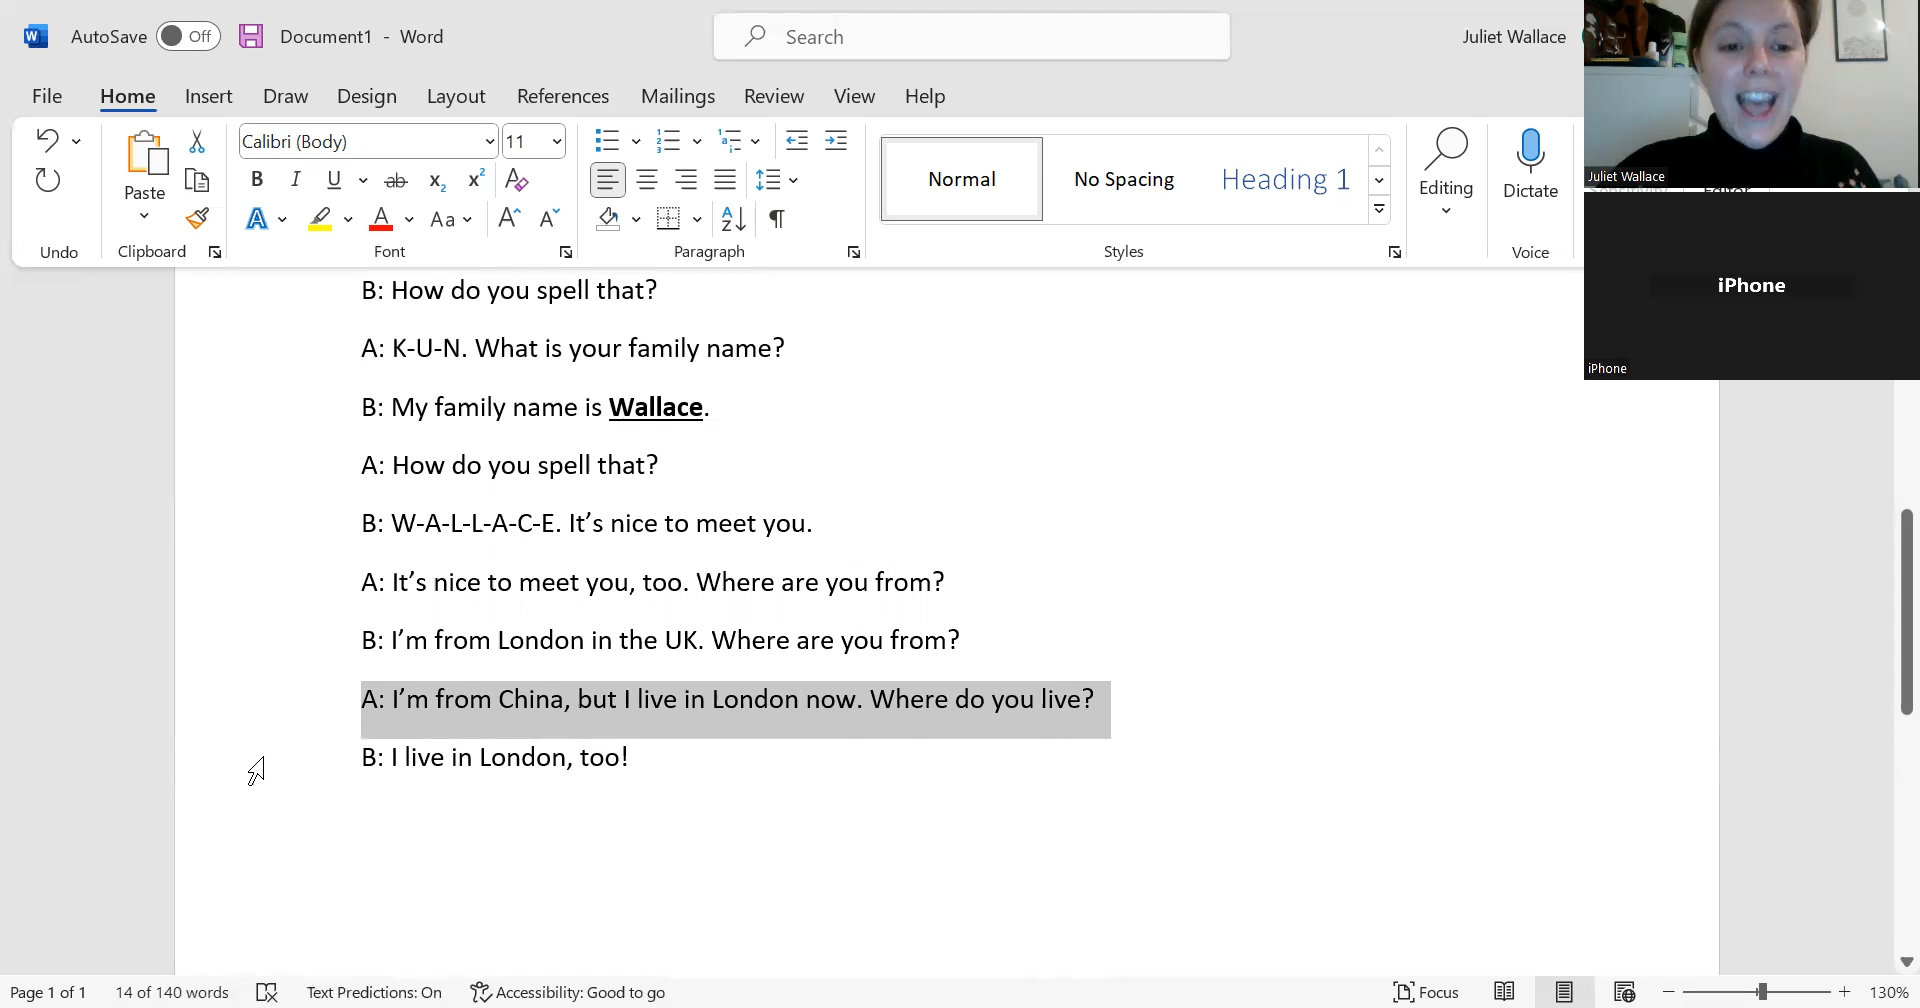 AutoSave Off Document1 - Word Search Juliet Wallace
File Home Insert Draw Design Layout References Mailings Review View Help
Calibri (Body) 11
Paste
Normal No Spacing Heading 1
Editing Dictate
Undo Clipboard Font Paragraph Styles Voice
Juliet Wallace
iPhone
iPhone
B: How do you spell that?
A: K-U-N. What is your family name?
B: My family name is Wallace.
A: How do you spell that?
B: W-A-L-L-A-C-E. It’s nice to meet you.
A: It’s nice to meet you, too. Where are you from?
B: I’m from London in the UK. Where are you from?
A: I’m from China, but I live in London now. Where do you live?
B: I live in London, too!
Page 1 of 1 14 of 140 words Text Predictions: On Accessibility: Good to go Focus 130%